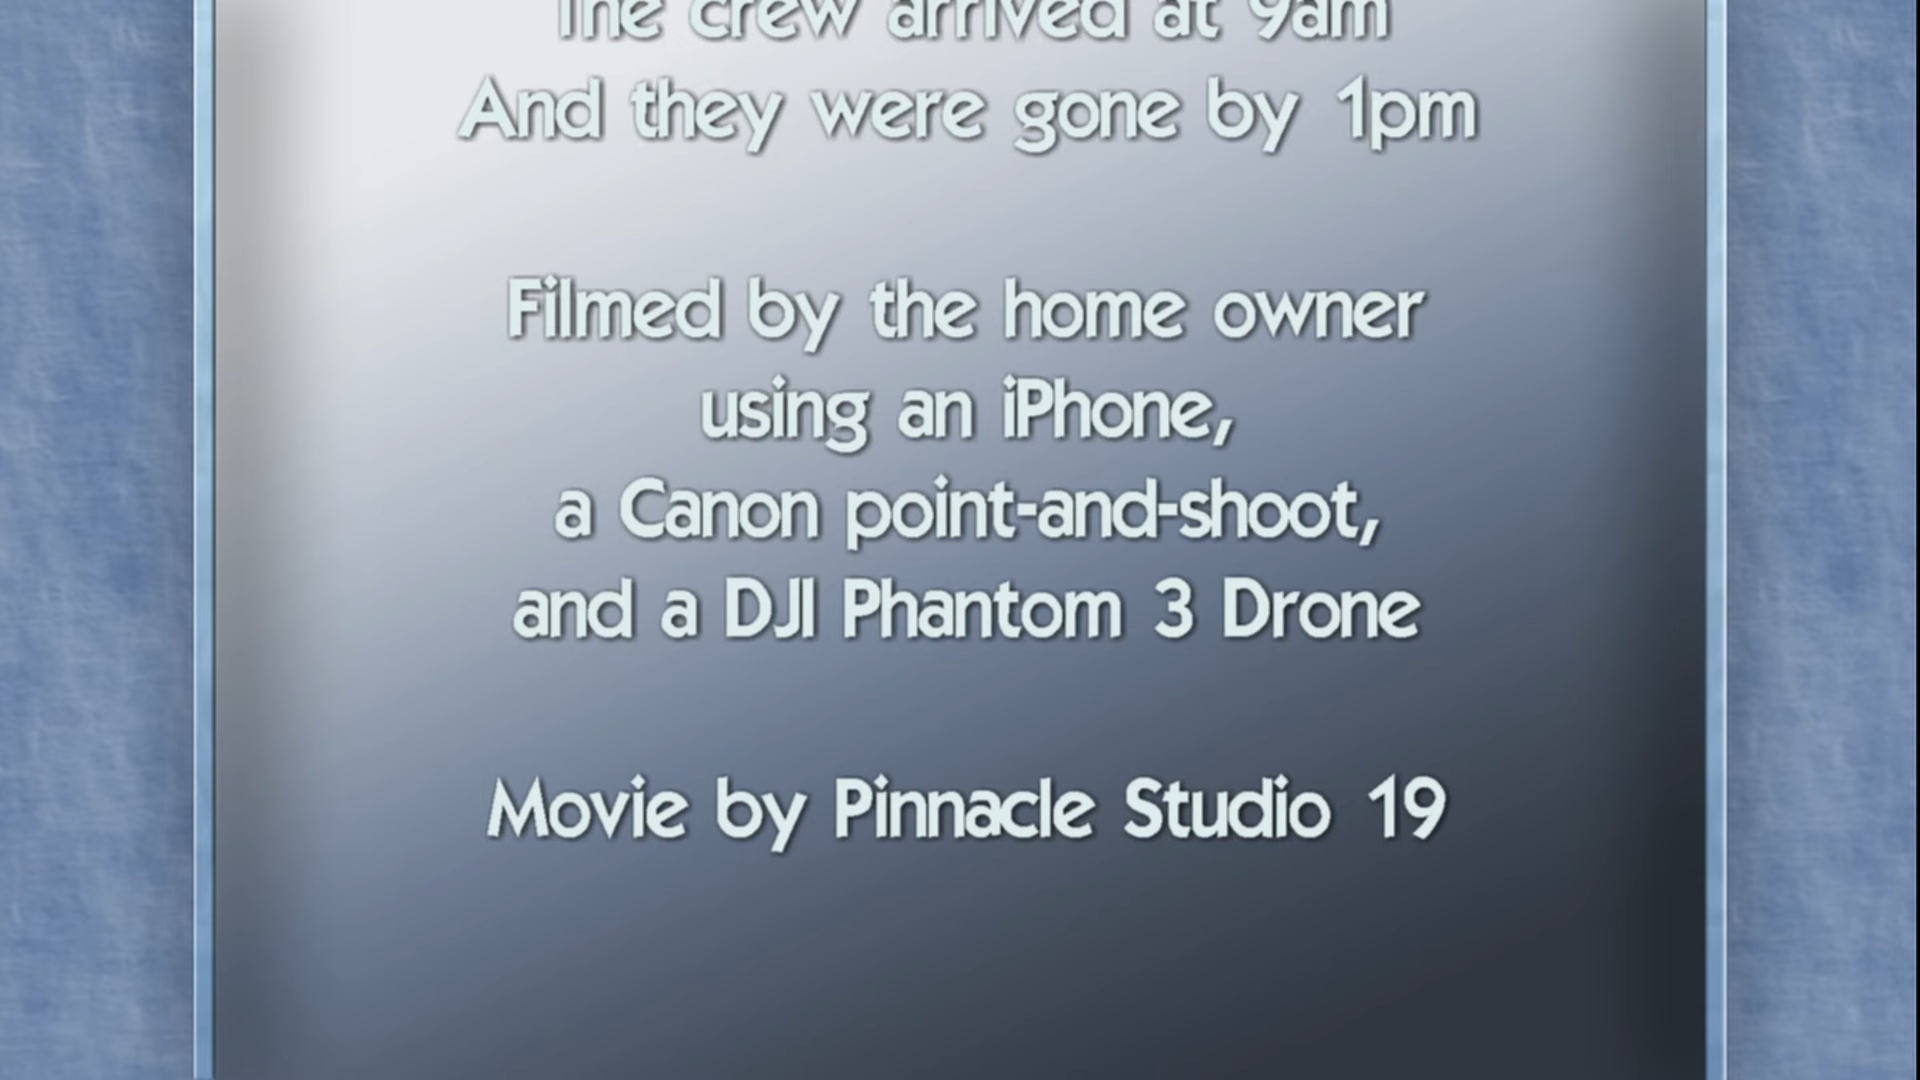 The crew arrived at 9am
And they were gone by 1pm
Filmed by the home owner
using an iPhone,
a Canon point-and-shoot,
and a DJI Phantom 3 Drone
Movie by Pinnacle Studio 19